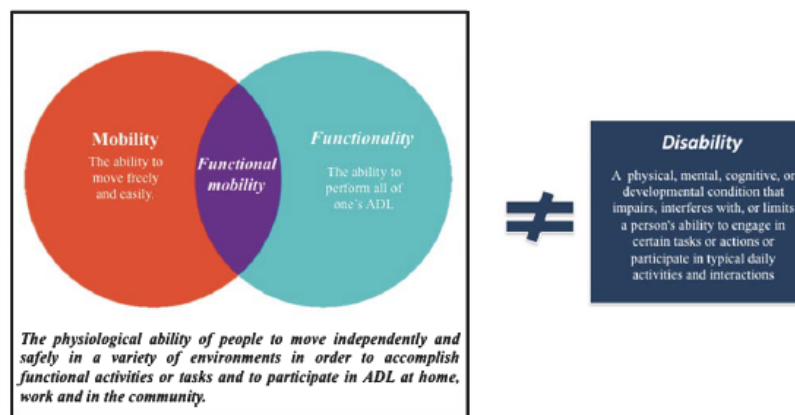 Mobility
The ability to
move freely
and easily.
Functional
mobility
Functionality
The ability to
perform all of
one's ADL
The physiological ability of people to move independently and
safely in a variety of environments in order to accomplish
functional activities or tasks and to participate in ADL at home,
work and in the community.
≠
Disability
A physical, mental, cognitive, or
developmental condition that
impairs, interferes with, or limits
a person's ability to engage in
certain tasks or actions or
participate in typical daily
activities and interactions